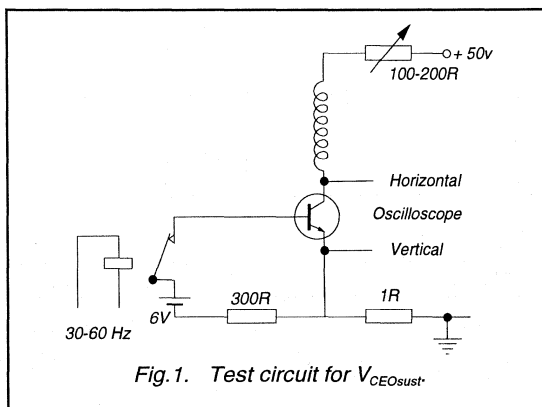 + 50v
100-200R
Horizontal
Oscilloscope
Vertical
300R
1R
6V
30-60 Hz
Fig.1. Test circuit for VCEOsust.